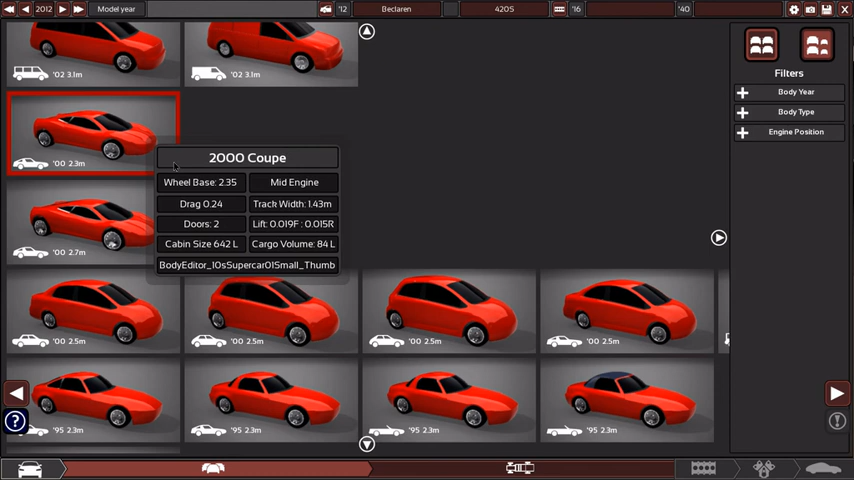 2012
Model year
'12
Beclaren
4205
'16
'40
'02 3.1m
'02 3.1m
Filters
Body Year
Body Type
Engine Position
'00 2.3m
2000 Coupe
Wheel Base: 2.35
Mid Engine
Drag 0.24
Track Width: 1.43m
Doors: 2
Lift: 0.019F : 0.015R
Cabin Size 642 L
Cargo Volume: 84 L
BodyEditor_10sSupercar01Small_Thumb
'00 2.7m
'00 2.5m
'00 2.5m
'00 2.5m
'00 2.5m
'95 2.3m
'95 2.3m
'95 2.3m
'95 2.3m
?